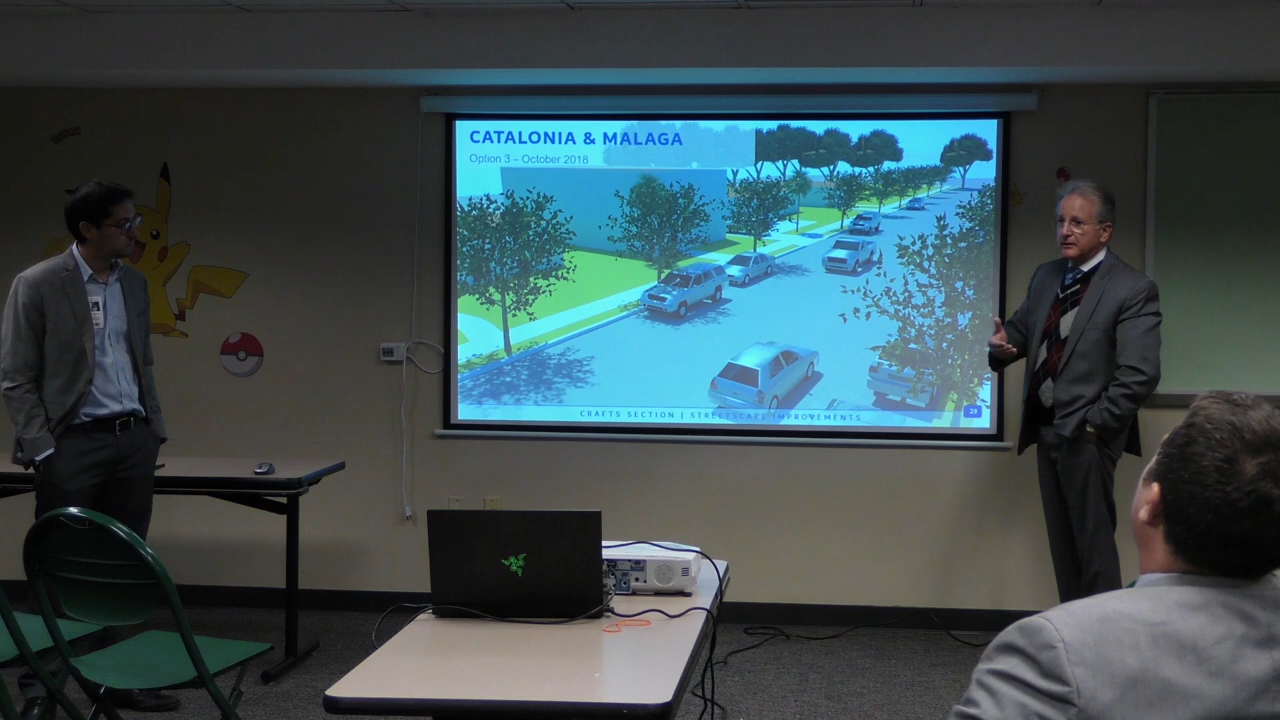 CATALONIA & MALAGA
Option 3 – October 2018
CRAFTS SECTION | STREETSCAPE IMPROVEMENTS
29